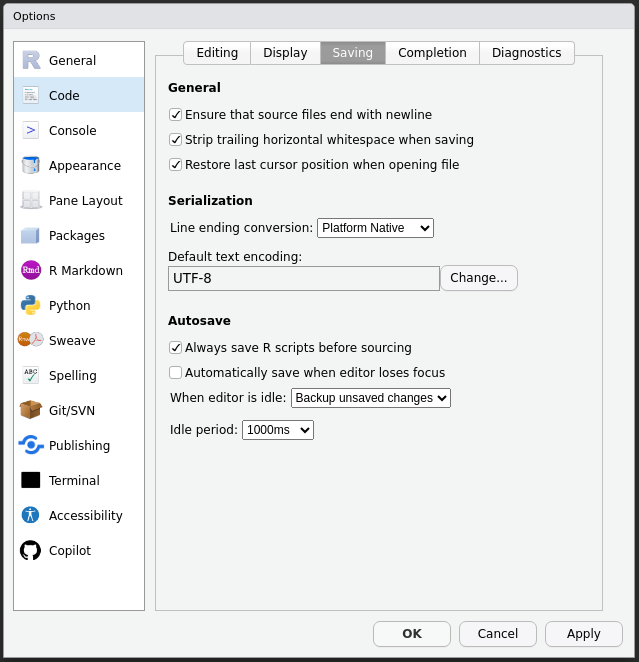 Options
General
Code
Console
Appearance
Pane Layout
Packages
Rmd R Markdown
Python
Sweave
ABC Spelling
Git/SVN
Publishing
Terminal
Accessibility
Copilot
Editing Display Saving Completion Diagnostics
General
Ensure that source files end with newline
Strip trailing horizontal whitespace when saving
Restore last cursor position when opening file
Serialization
Line ending conversion: Platform Native
Default text encoding:
UTF-8 Change...
Autosave
Always save R scripts before sourcing
Automatically save when editor loses focus
When editor is idle: Backup unsaved changes
Idle period: 1000ms
OK Cancel Apply